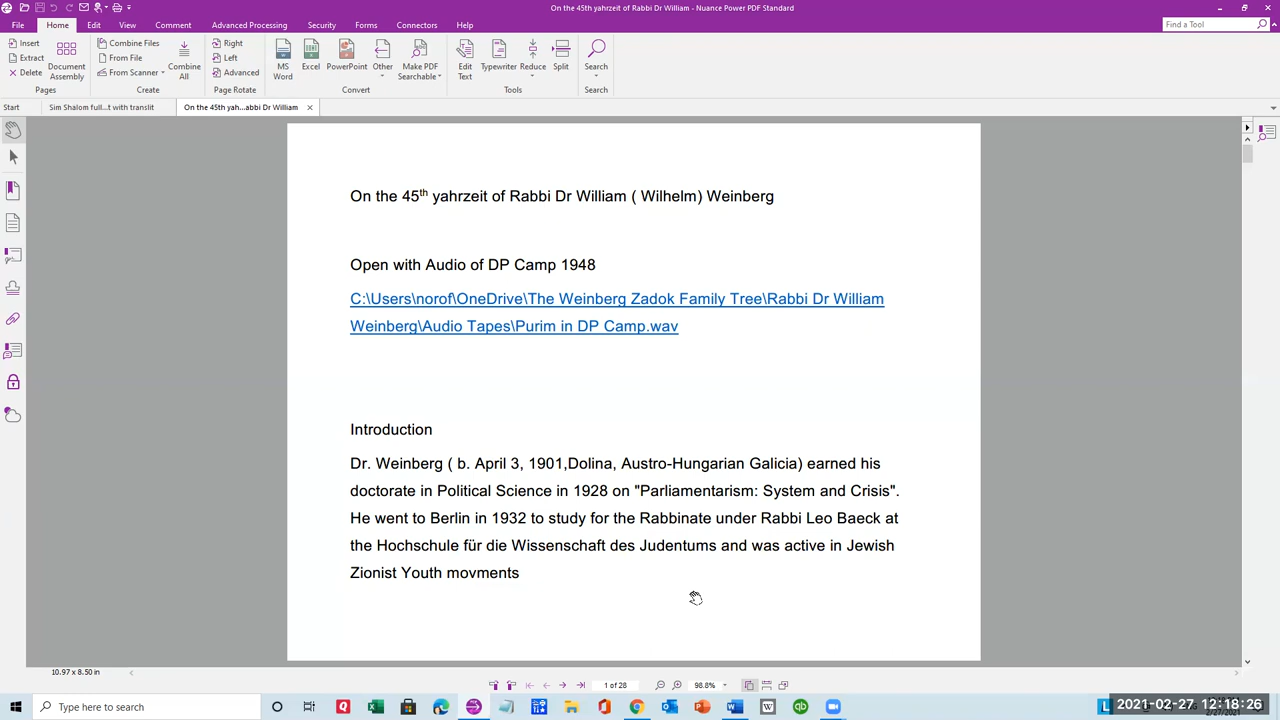 On the 45th yahrzeit of Rabbi Dr William - Nuance Power PDF Standard
File Home Edit View Comment Advanced Processing Security Forms Connectors Help
Find a Tool
Insert
Extract
Delete
Pages
Document
Assembly
Combine Files
From File
From Scanner
Combine
All
Create
Right
Left
Advanced
Page Rotate
MS
Word
Excel
PowerPoint
Other
Make PDF
Searchable
Convert
Edit
Text
Typewriter
Reduce
Split
Tools
Search
Search
Start
Sim Shalom full...t with translit
On the 45th yah...abbi Dr William
On the 45th yahrzeit of Rabbi Dr William ( Wilhelm) Weinberg
Open with Audio of DP Camp 1948
C:\Users\norof\OneDrive\The Weinberg Zadok Family Tree\Rabbi Dr William
Weinberg\Audio Tapes\Purim in DP Camp.wav
Introduction
Dr. Weinberg ( b. April 3, 1901,Dolina, Austro-Hungarian Galicia) earned his
doctorate in Political Science in 1928 on "Parliamentarism: System and Crisis".
He went to Berlin in 1932 to study for the Rabbinate under Rabbi Leo Baeck at
the Hochschule für die Wissenschaft des Judentums and was active in Jewish
Zionist Youth movments
10.97 x 8.50 in
1 of 28
98.8%
Type here to search
2021-02-27, 12:18:26